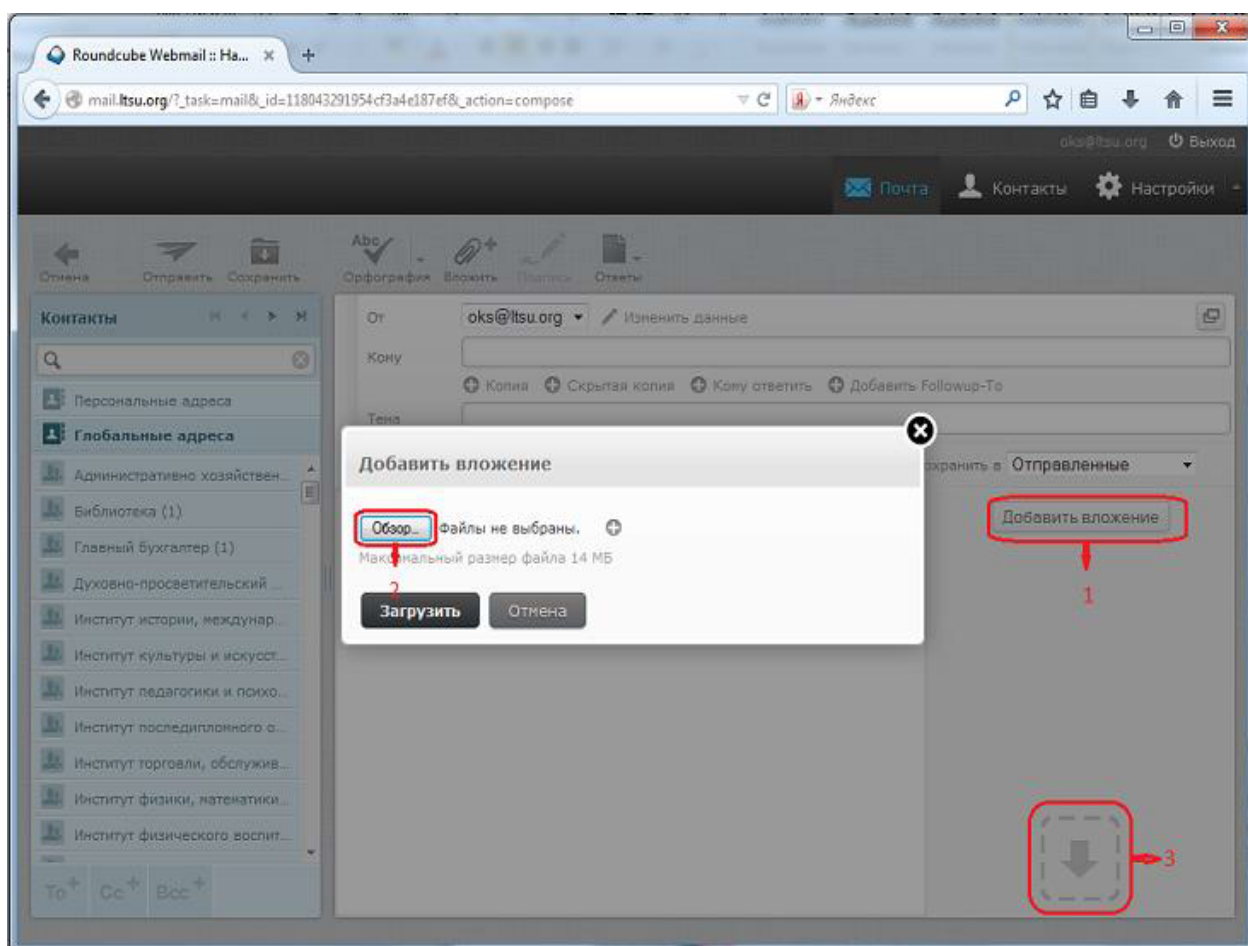 Roundcube Webmail :: На... × +
mail.ltsu.org/?_task=mail&_id=118043291954cf3a4e187ef&_action=compose Яндекс
oks@ltsu.org Выход
Почта Контакты Настройки
Abc
Отмена Отправить Сохранить Орфография Вложить Подпись Ответы
Контакты
От oks@ltsu.org Изменить данные
Кому
Копия Скрытая копия Кому ответить Добавить Followup-To
Персональные адреса
Тема
Глобальные адреса
Добавить вложение
охранить в Отправленные
Административно хозяйствен...
Библиотека (1)
Добавить вложение
Обзор... Файлы не выбраны.
Главный бухгалтер (1)
Максимальный размер файла 14 МБ
Духовно-просветительский ...
2
1
Загрузить Отмена
Институт истории, междунар...
Институт культуры и искусст...
Институт педагогики и психо...
Институт последипломного о...
Институт торговли, обслужив...
Институт физики, математики...
Институт физического воспит...
3
To+ Cc+ Bcc+